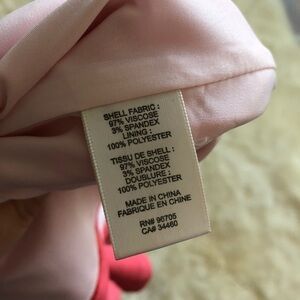 SHELL FABRIC :
97% VISCOSE
3% SPANDEX
LINING :
100% POLYESTER
TISSU DE SHELL :
97% VISCOSE
3% SPANDEX
DOUBLURE :
100% POLYESTER
MADE IN CHINA
FABRIQUE EN CHINE
RN# 96705
CA# 34460